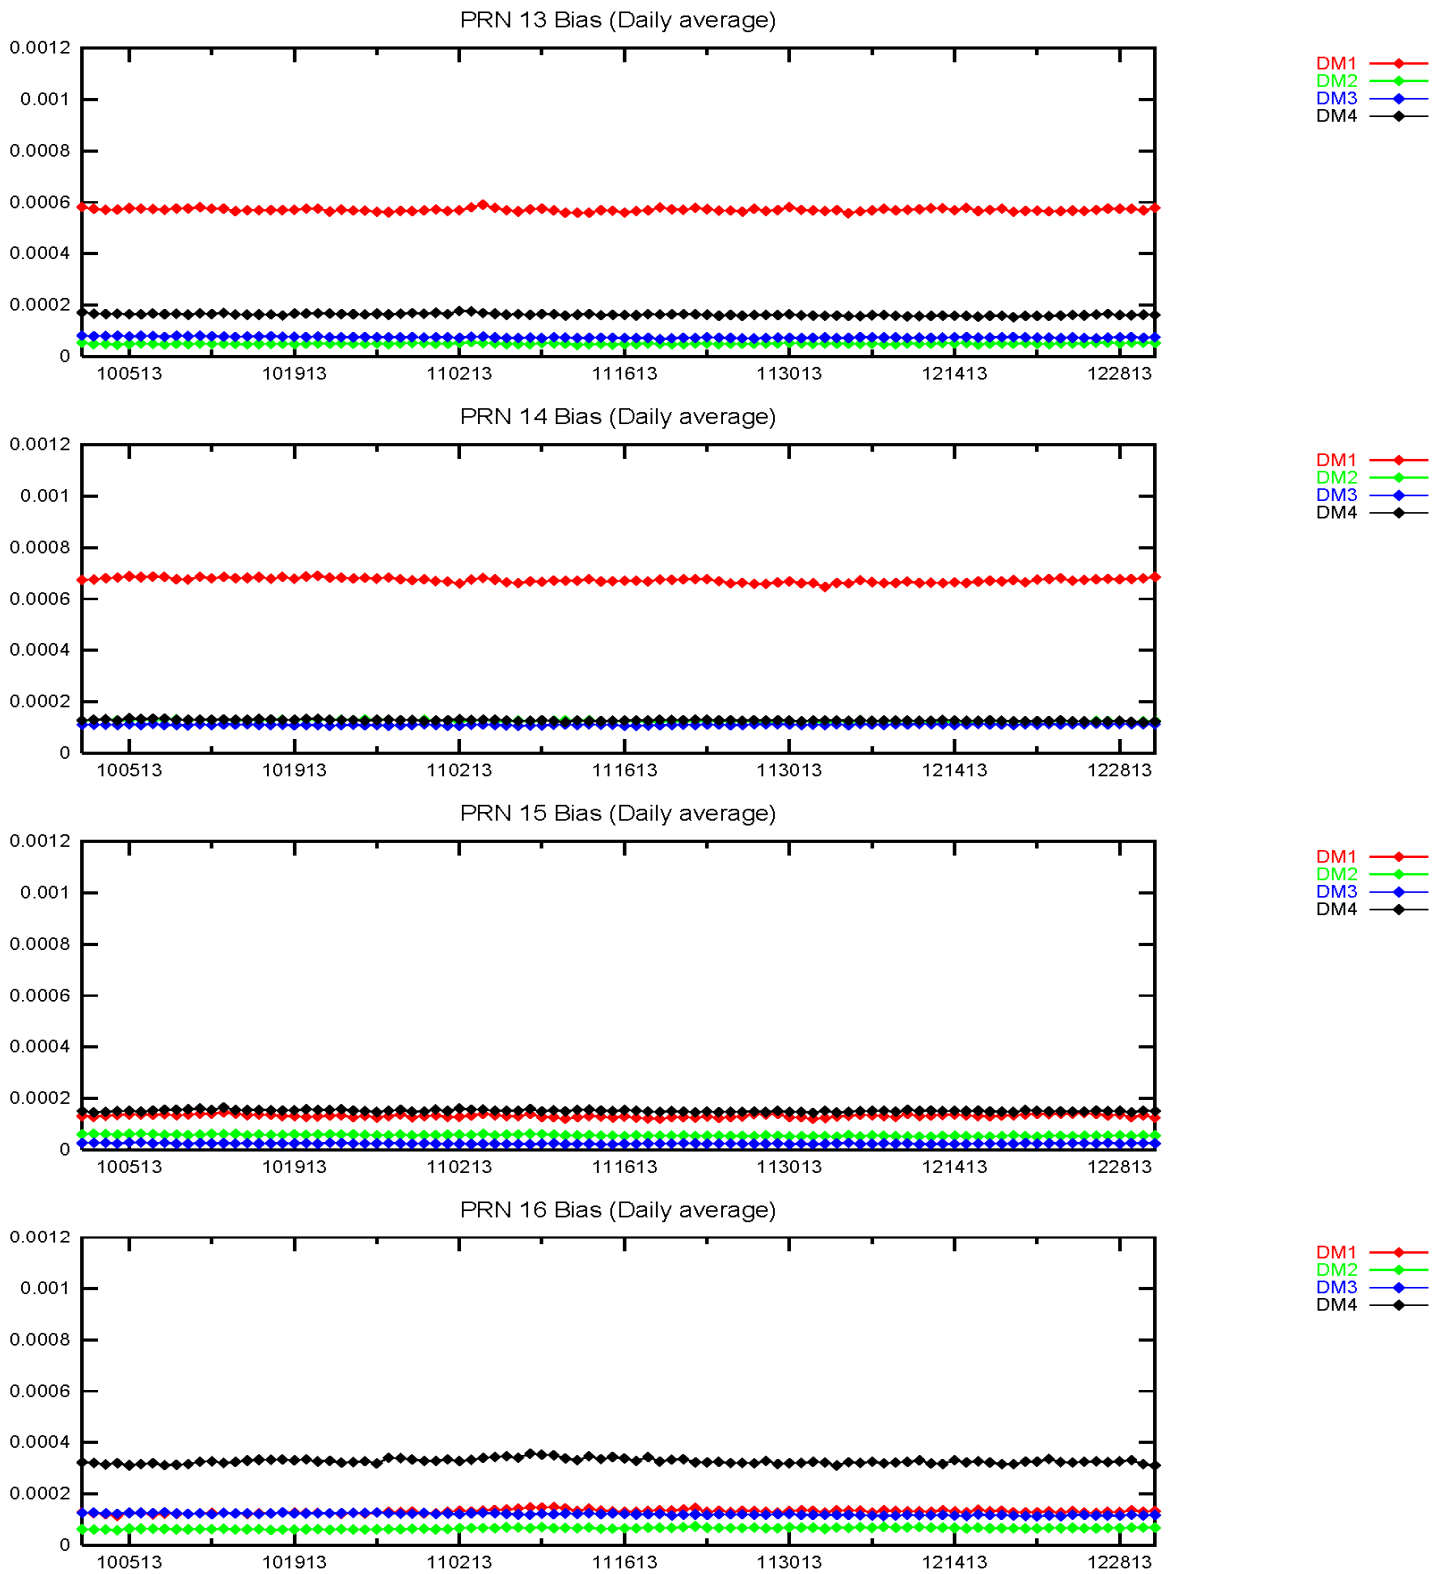 PRN 13 Bias (Daily average)
0.0012
0.001
0.0008
0.0006
0.0004
0.0002
0
100513 101913 110213 111613 113013 121413 122813
DM1
DM2
DM3
DM4
PRN 14 Bias (Daily average)
0.0012
0.001
0.0008
0.0006
0.0004
0.0002
0
100513 101913 110213 111613 113013 121413 122813
DM1
DM2
DM3
DM4
PRN 15 Bias (Daily average)
0.0012
0.001
0.0008
0.0006
0.0004
0.0002
0
100513 101913 110213 111613 113013 121413 122813
DM1
DM2
DM3
DM4
PRN 16 Bias (Daily average)
0.0012
0.001
0.0008
0.0006
0.0004
0.0002
0
100513 101913 110213 111613 113013 121413 122813
DM1
DM2
DM3
DM4